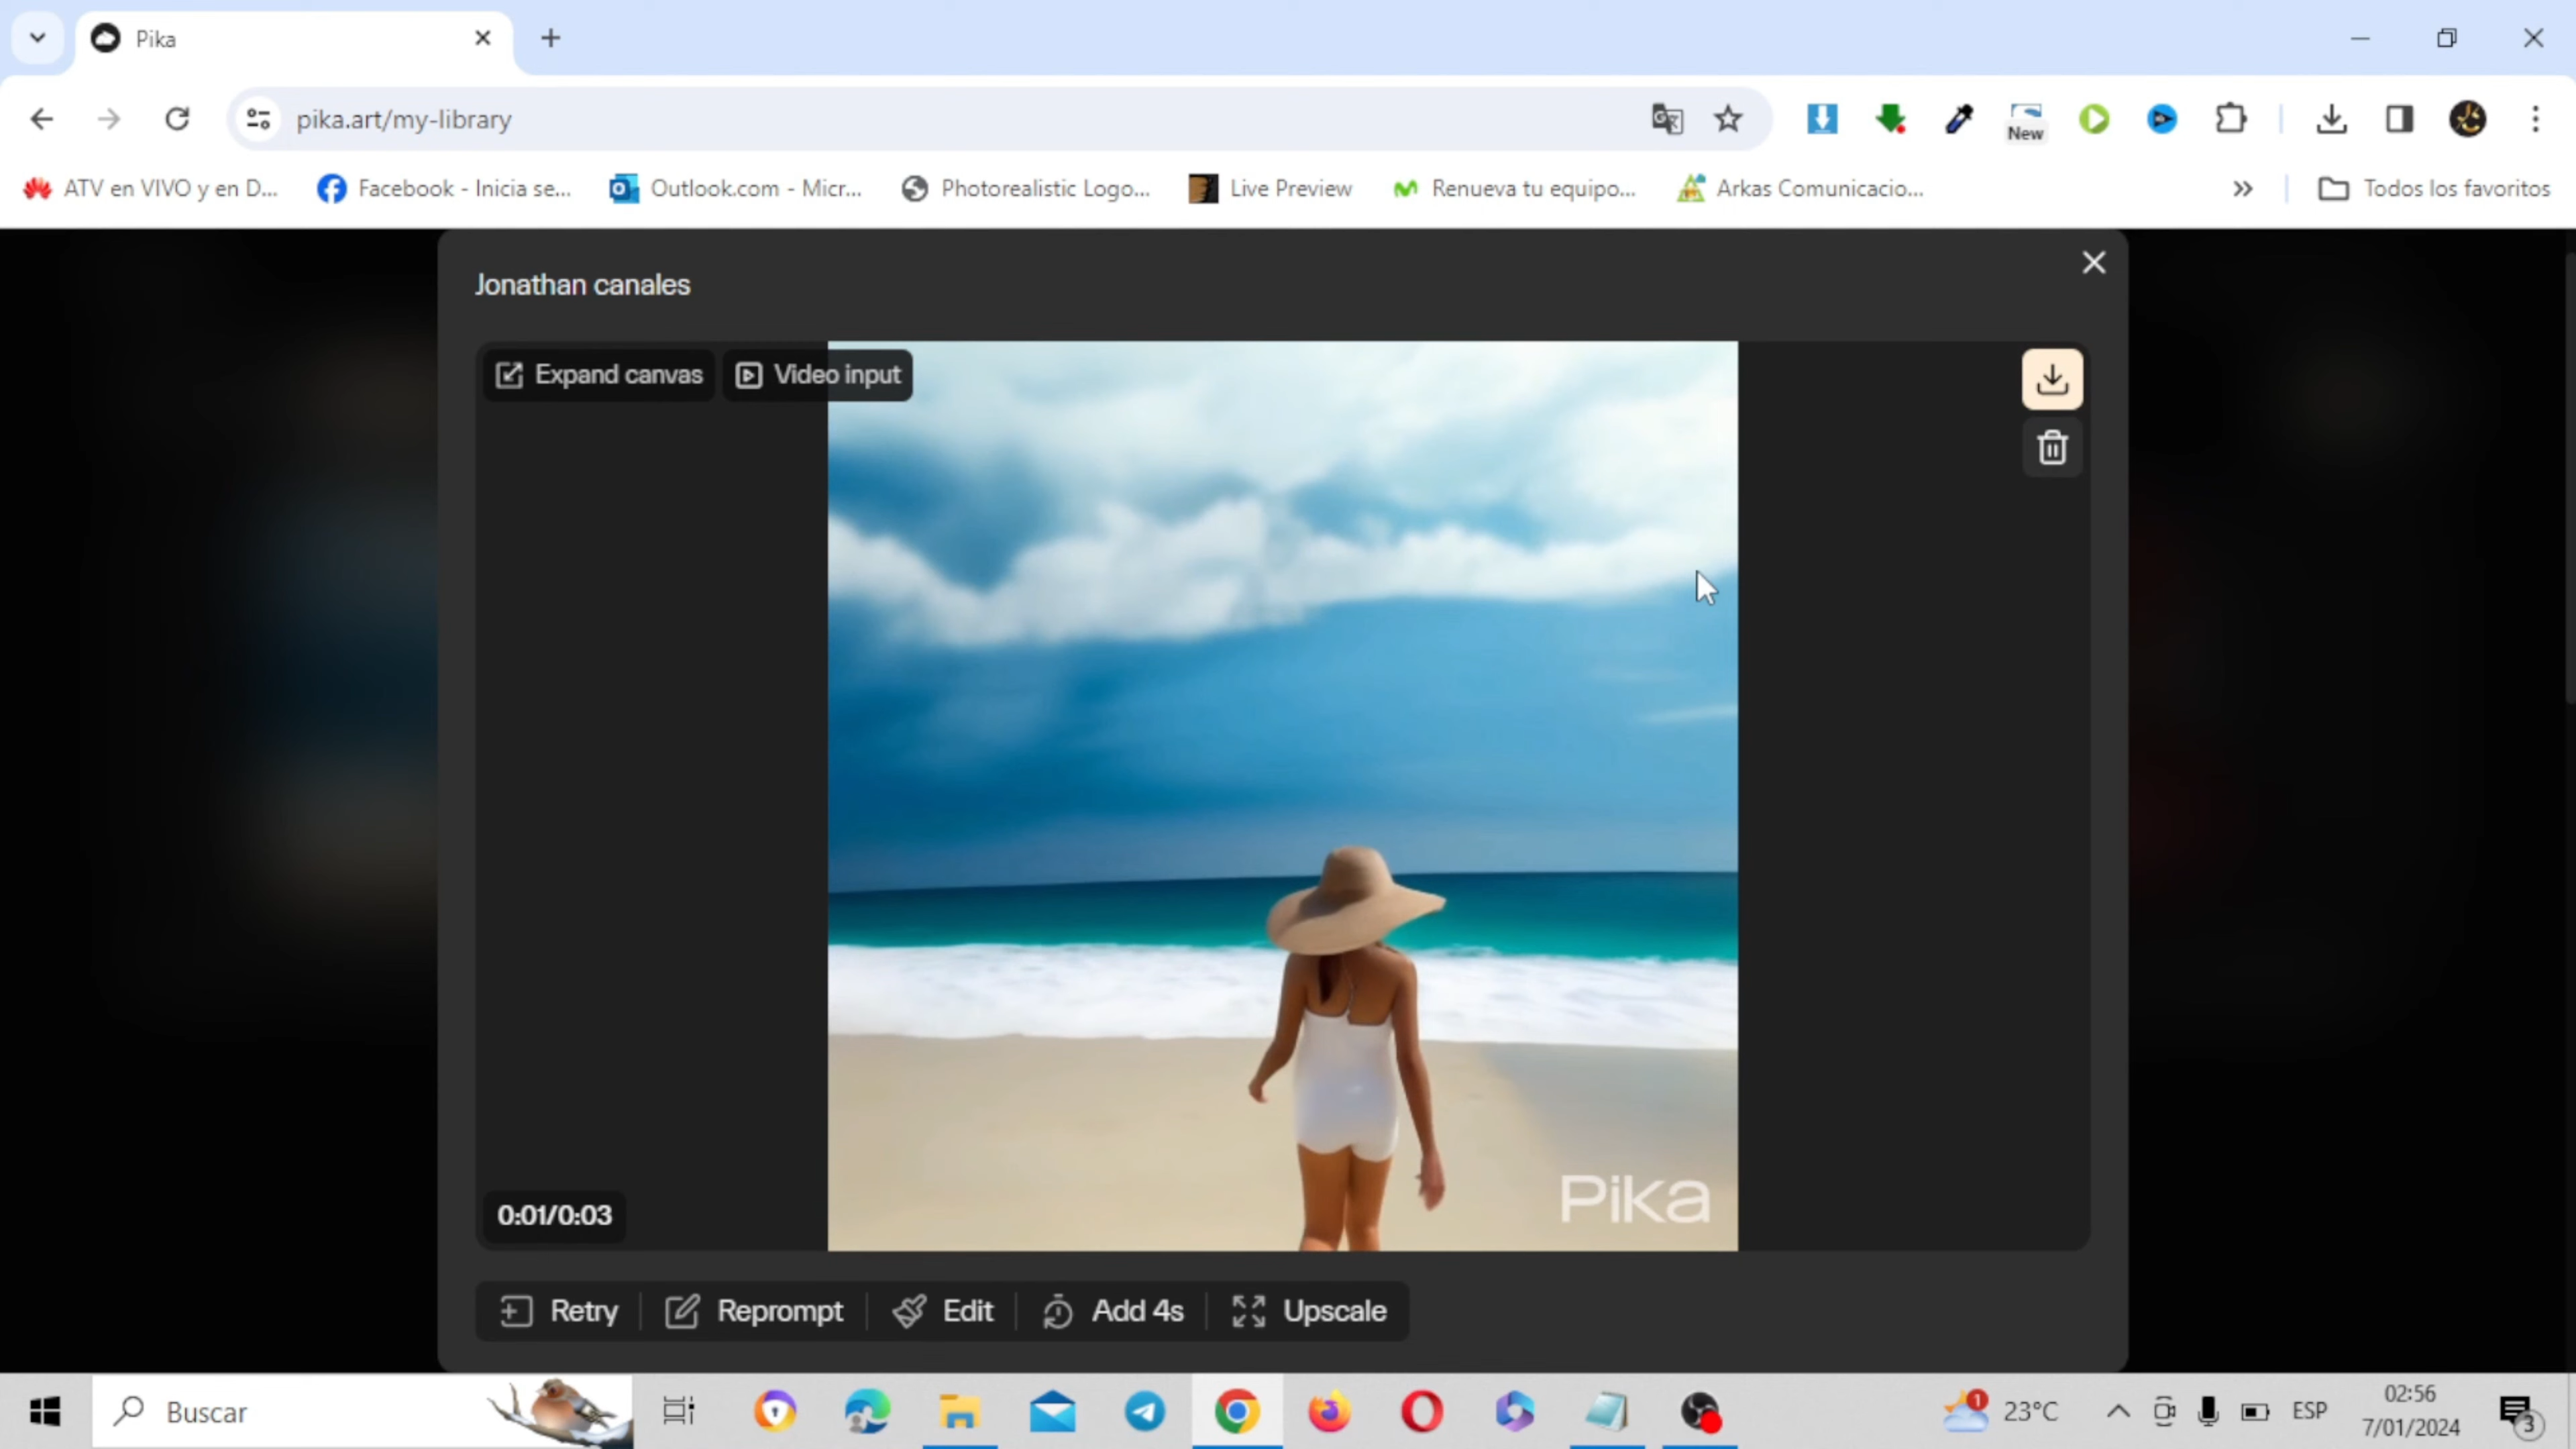 Pika
pika.art/my-library
New
ATV en VIVO y en D...
Facebook - Inicia se...
Outlook.com - Micr...
Photorealistic Logo...
Live Preview
Renueva tu equipo...
Arkas Comunicacio...
Todos los favoritos
Jonathan canales
Expand canvas
Video input
Pika
0:01/0:03
Retry
Reprompt
Edit
Add 4s
Upscale
Buscar
1
23°C
ESP
02:56
7/01/2024
3